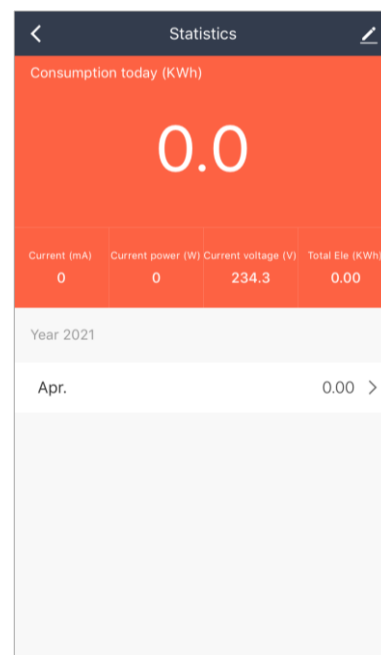 Statistics
Consumption today (KWh)
0.0
Current (mA) Current power (W) Current voltage (V) Total Ele (KWh)
0 0 234.3 0.00
Year 2021
Apr. 0.00